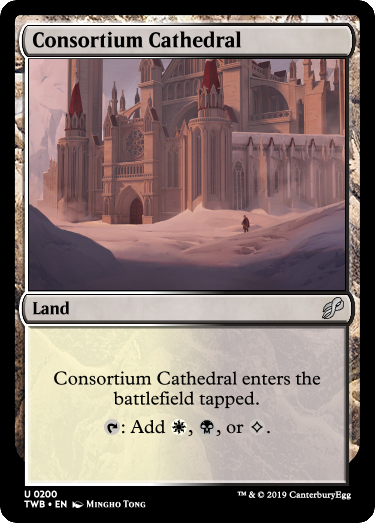 Consortium Cathedral
Land
Consortium Cathedral enters the
battlefield tapped.
: Add , , or .
U 0200
TWB • EN Mingho Tong
™ & © 2019 CanterburyEgg